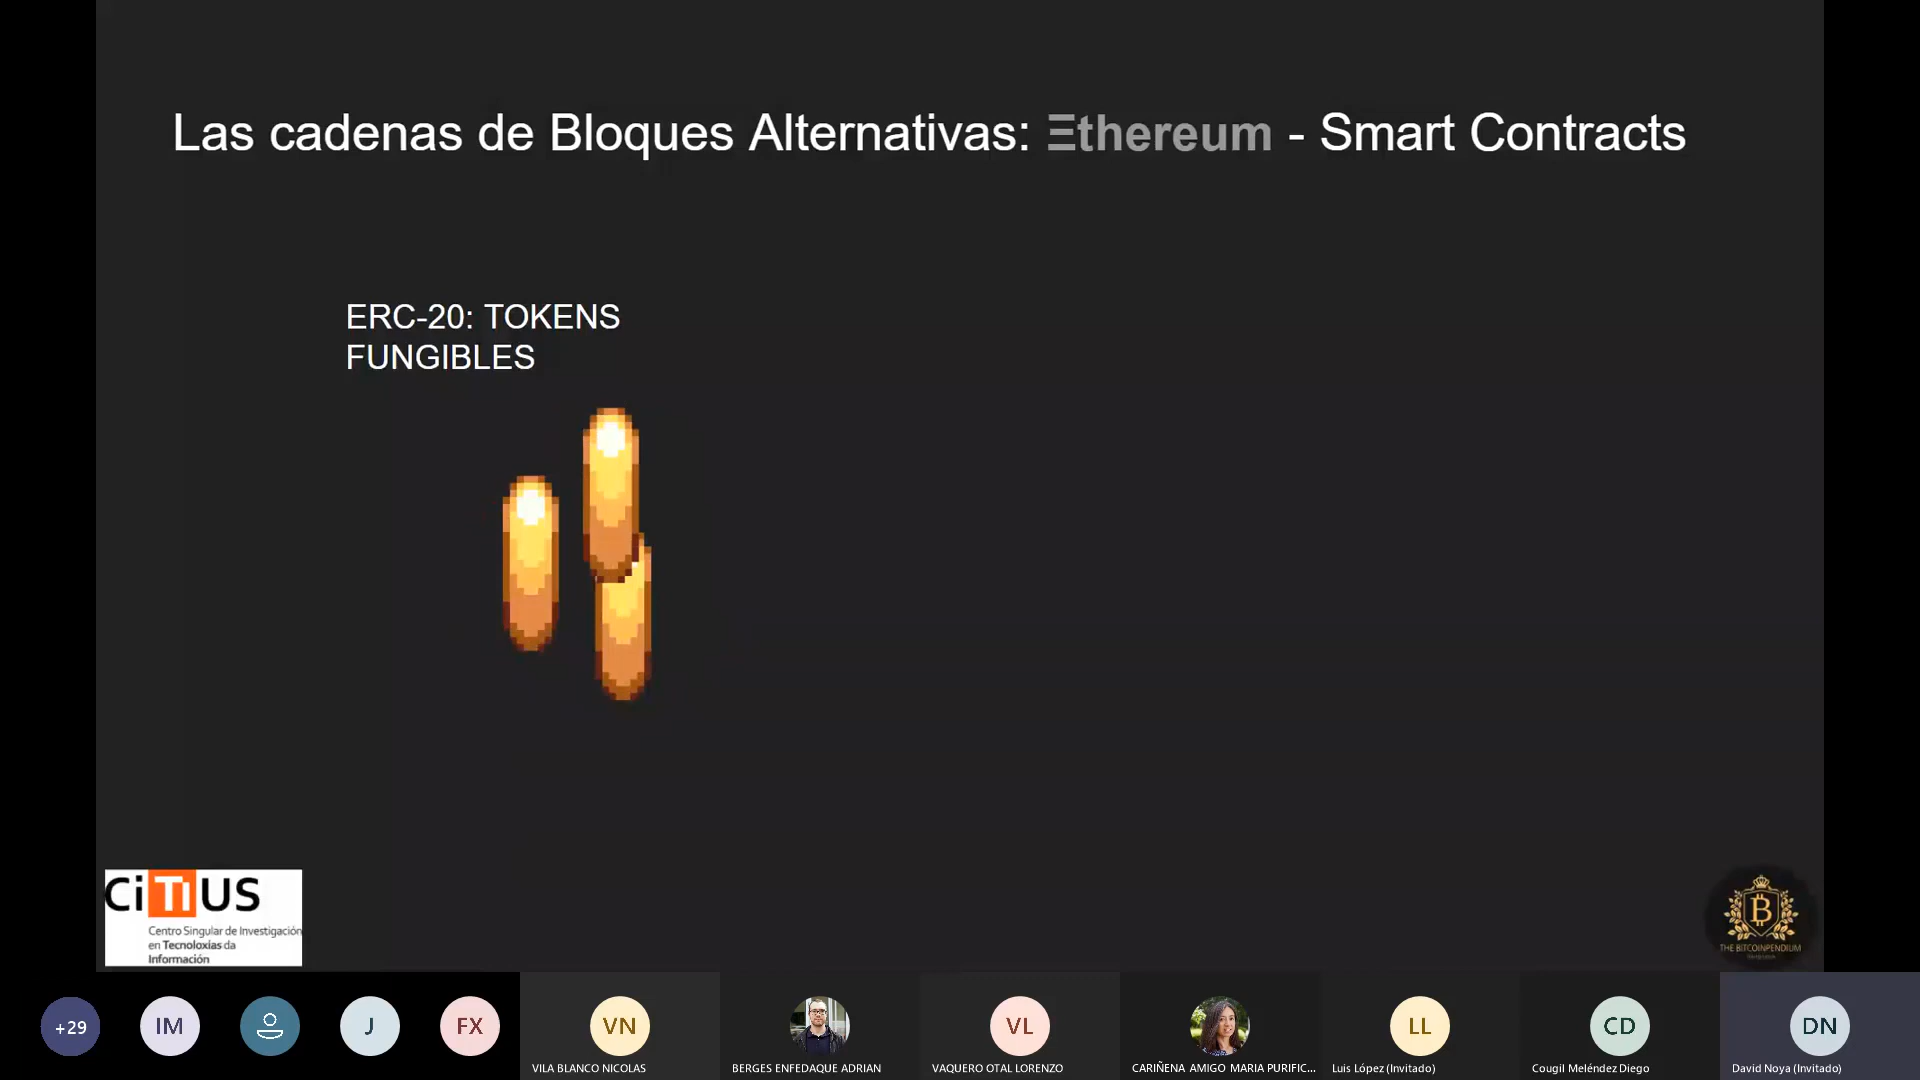 Las cadenas de Bloques Alternativas: Ξthereum - Smart Contracts
ERC-20: TOKENS
FUNGIBLES
CiTIUS
Centro Singular de Investigación
en Tecnoloxías da
Información
B
THE BITCOINPENDIUM
+29
IM
J
FX
VN
VL
LL
CD
DN
VILA BLANCO NICOLAS
BERGES ENFEDAQUE ADRIAN
VAQUERO OTAL LORENZO
CARIÑENA AMIGO MARIA PURIFIC...
Luis López (Invitado)
Cougil Meléndez Diego
David Noya (Invitado)